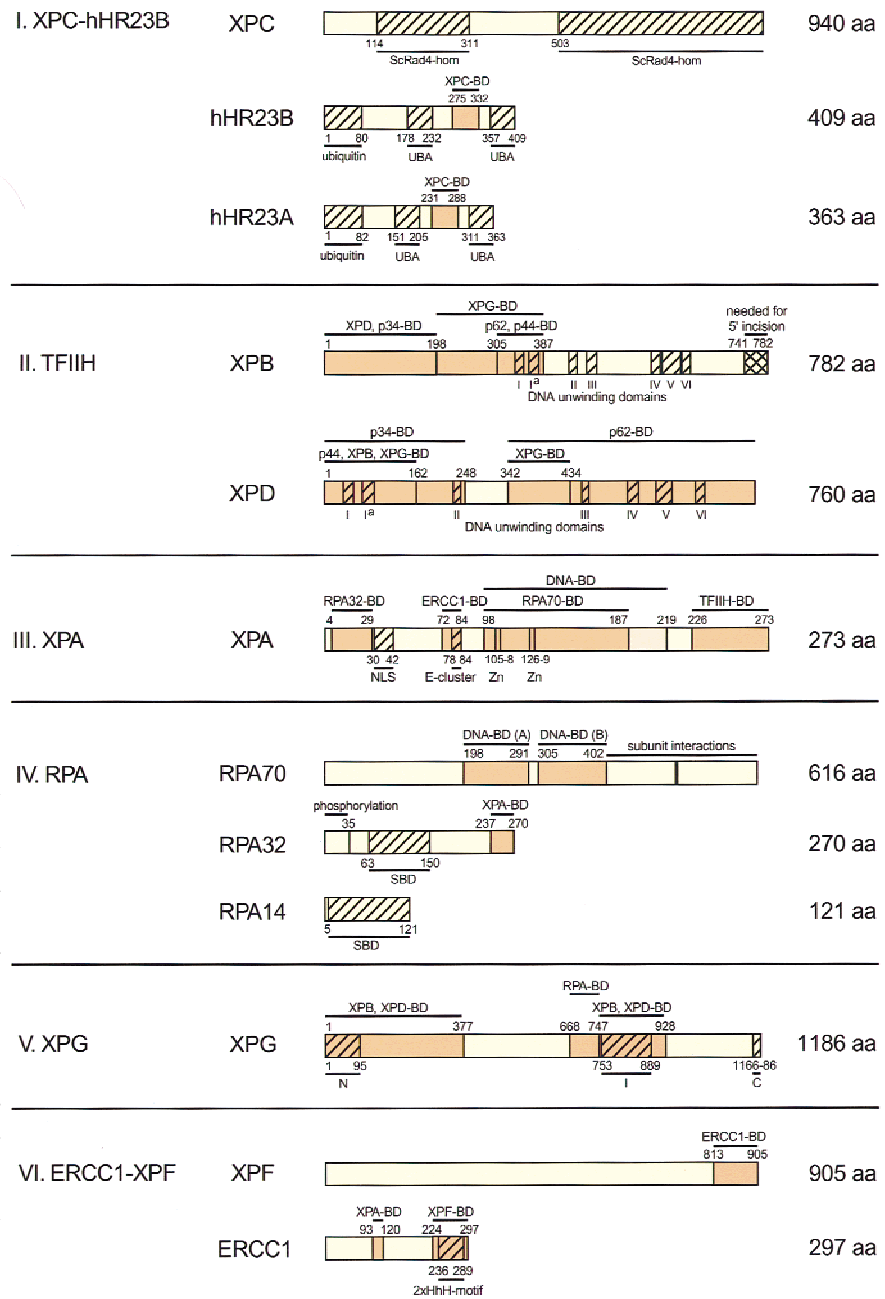 I. XPC-hHR23B XPC 940 aa
114 311 503
ScRad4-hom ScRad4-hom
XPC-BD
275 332
hHR23B 409 aa
1 80 178 232 357 409
ubiquitin UBA UBA
XPC-BD
231 288
hHR23A 363 aa
1 82 151 205 311 363
ubiquitin UBA UBA
XPG-BD needed for
XPD, p34-BD p62, p44-BD 5' incision
1 198 305 387 741 782
II. TFIIH XPB 782 aa
I Ia II III IV V VI
DNA unwinding domains
p34-BD p62-BD
p44, XPB, XPG-BD XPG-BD
1 162 248 342 434
XPD 760 aa
I Ia II III IV V VI
DNA unwinding domains
DNA-BD
RPA32-BD ERCC1-BD RPA70-BD TFIIH-BD
4 29 72 84 98 187 219 226 273
III. XPA XPA 273 aa
30 42 78 84 105-8 126-9
NLS E-cluster Zn Zn
DNA-BD (A) DNA-BD (B) subunit interactions
198 291 305 402
IV. RPA RPA70 616 aa
phosphorylation XPA-BD
35 237 270
RPA32 270 aa
63 150
SBD
RPA14 121 aa
5 121
SBD
RPA-BD
XPB, XPD-BD XPB, XPD-BD
1 377 668 747 928
V. XPG XPG 1186 aa
1 95 753 889 1166-86
N I C
ERCC1-BD
813 905
VI. ERCC1-XPF XPF 905 aa
XPA-BD XPF-BD
93 120 224 297
ERCC1 297 aa
236 289
2xHhH-motif